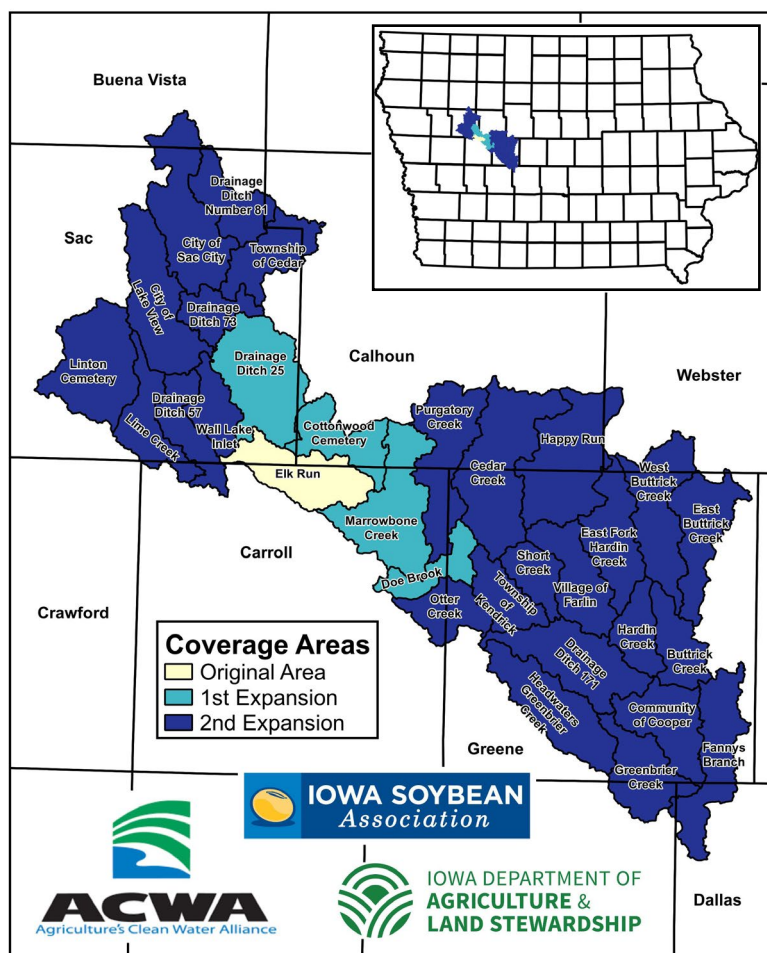 Buena Vista
Drainage
Ditch
Number 81
Sac
City of
Sac City
Township
of Cedar
City of
Lake View
Drainage
Ditch 73
Linton
Cemetery
Drainage
Ditch 25
Calhoun
Webster
Drainage
Ditch 57
Lime Creek
Wall Lake
Inlet
Cottonwood
Cemetery
Purgatory
Creek
Happy Run
Elk Run
Cedar
Creek
West
Buttrick
Creek
East
Buttrick
Creek
Marrowbone
Creek
East Fork
Hardin
Creek
Carroll
Short
Creek
Doe Brook
Township
of
Kendrick
Village of
Farlin
Crawford
Otter
Creek
Hardin
Creek
Buttrick
Creek
Drainage
Ditch 171
Coverage Areas
Original Area
1st Expansion
2nd Expansion
Headwaters
Greenbrier
Creek
Community
of Cooper
Greene
Fannys
Branch
Greenbrier
Creek
IOWA SOYBEAN
Association
ACWA
Agriculture's Clean Water Alliance
IOWA DEPARTMENT OF
AGRICULTURE &
LAND STEWARDSHIP
Dallas